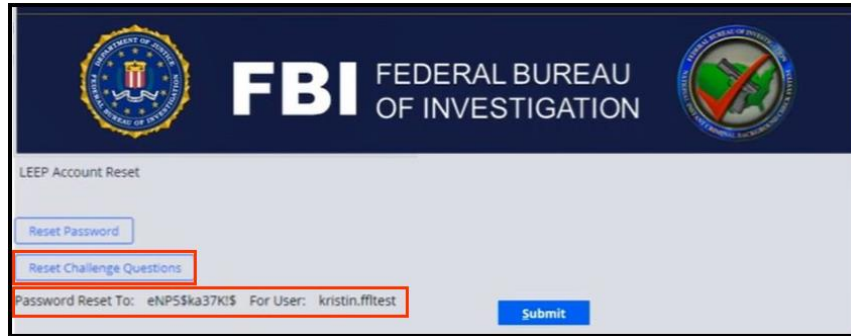 FBI FEDERAL BUREAU
OF INVESTIGATION
LEEP Account Reset
Reset Password
Reset Challenge Questions
Password Reset To: eNP5$ka37K!$ For User: kristin.ffltest
Submit